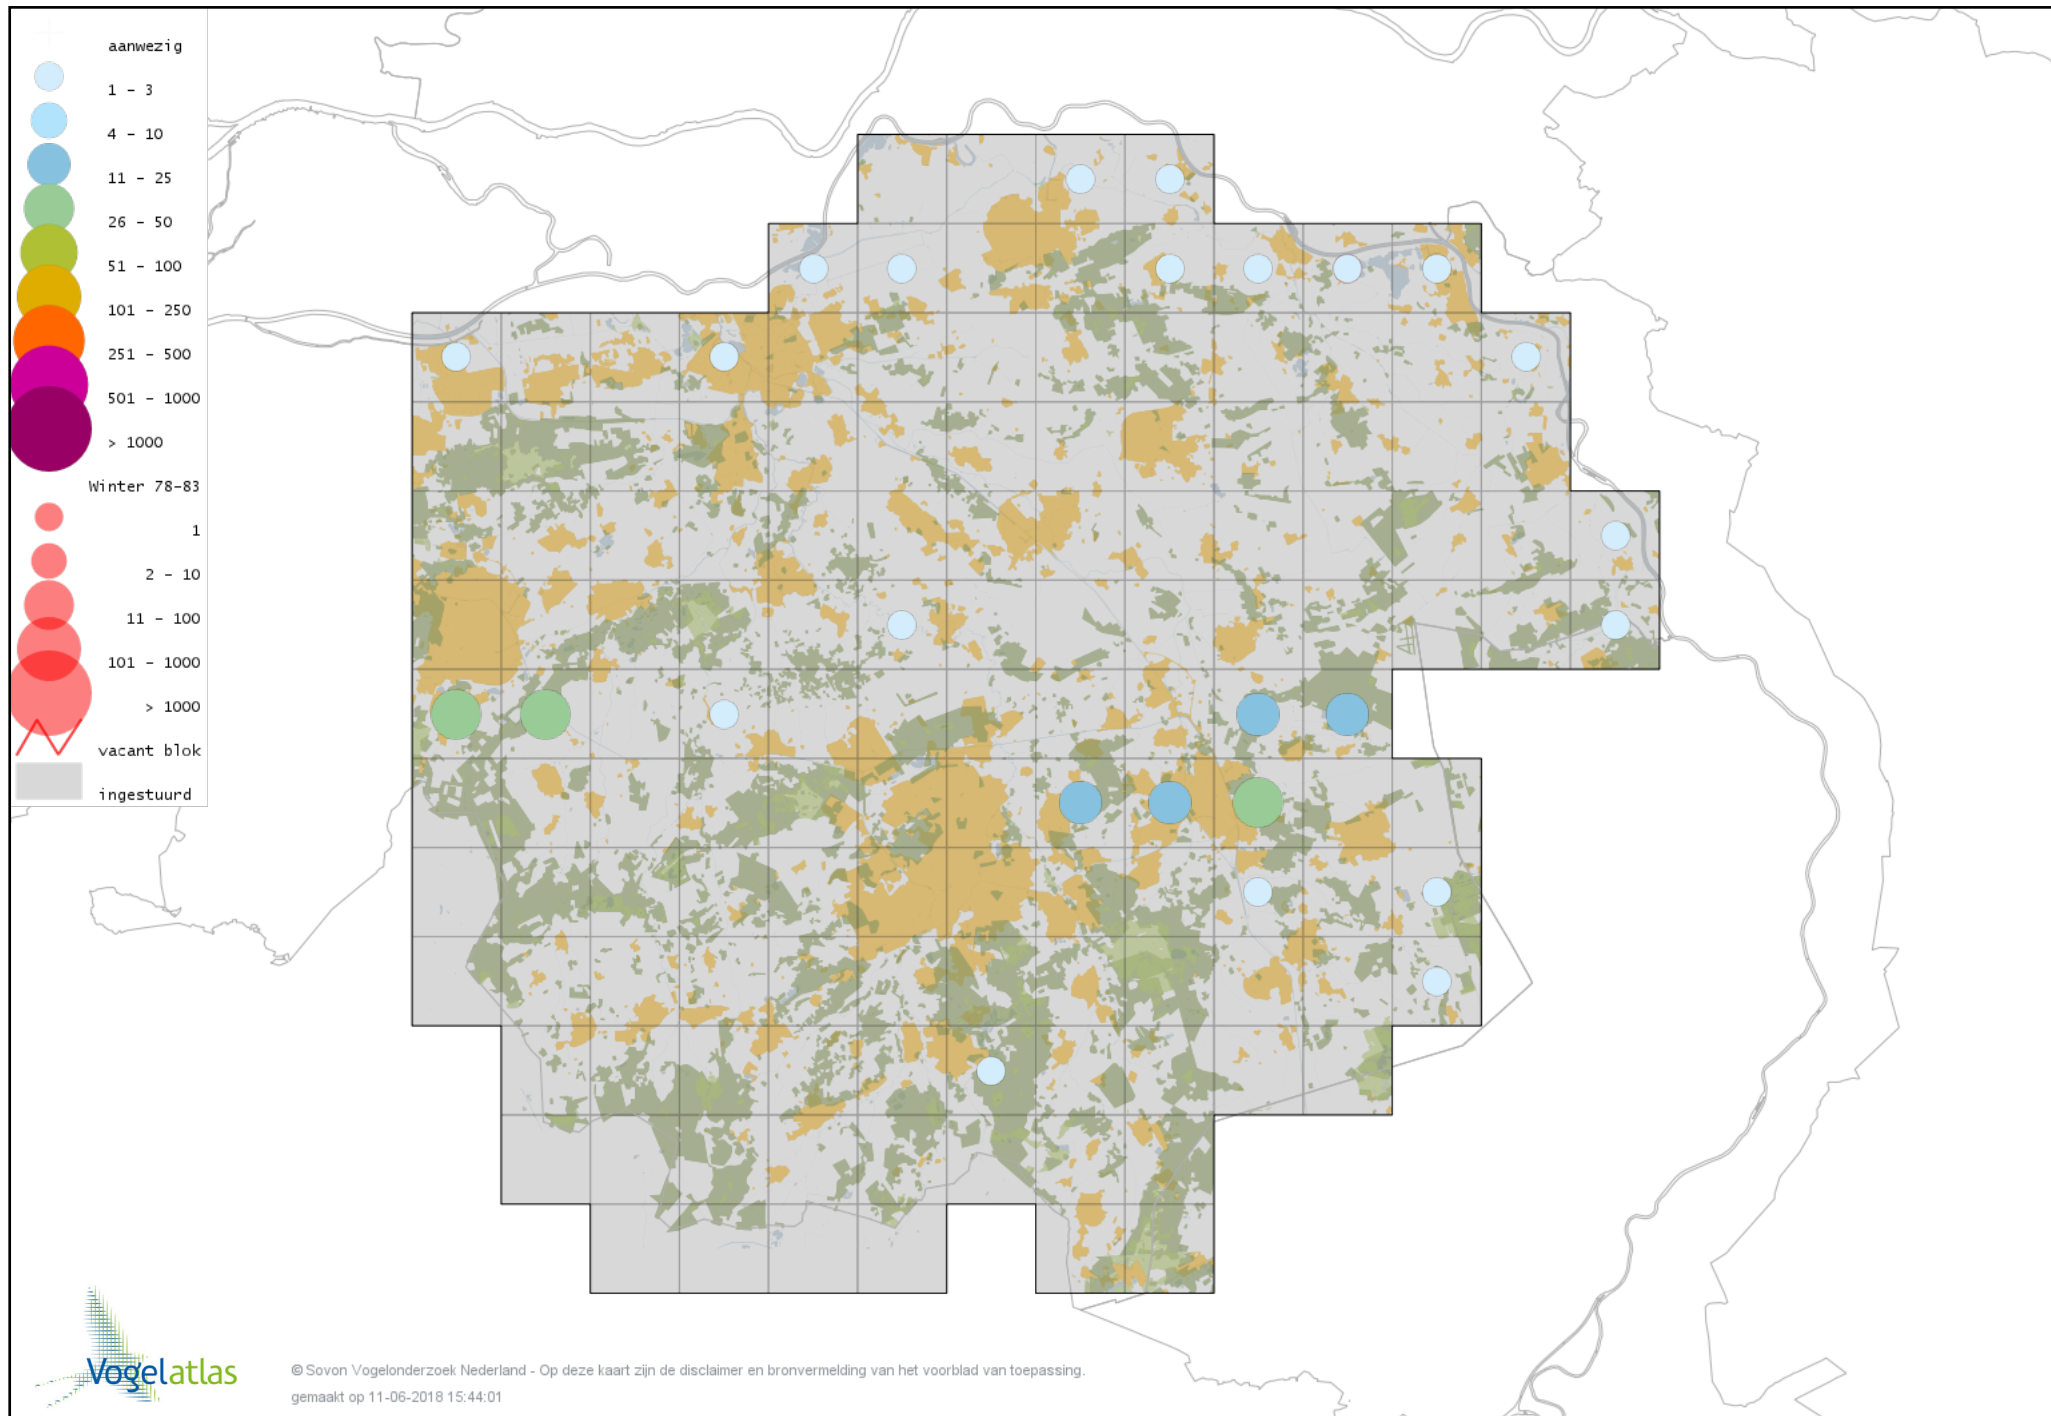 aanwezig
1 - 3
4 - 10
11 - 25
26 - 50
51 - 100
101 - 250
251 - 500
501 - 1000
> 1000
Winter 78-83
1
2 - 10
11 - 100
101 - 1000
> 1000
vacant blok
ingestuurd
Vogelatlas
© Sovon Vogelonderzoek Nederland - Op deze kaart zijn de disclaimer en bronvermelding van het voorblad van toepassing.
gemaakt op 11-06-2018 15:44:01